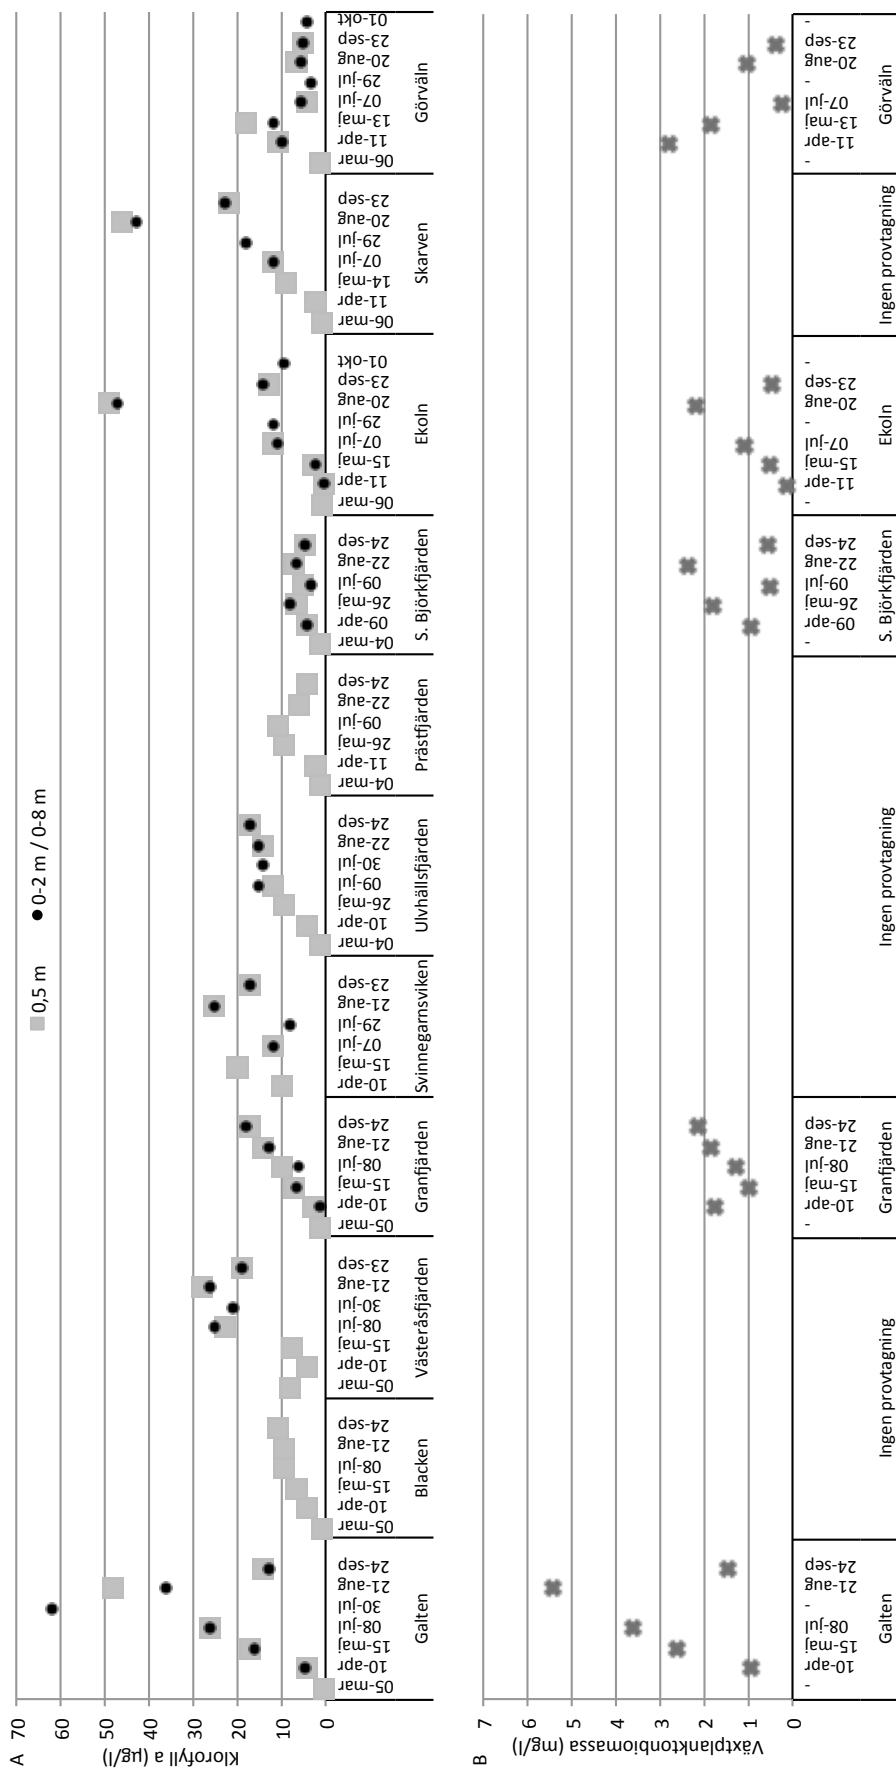 A
0,5 m
0-2 m / 0-8 m
Klorofyll a (µg/l)
70
60
50
40
30
20
10
0
05-mar
10-apr
15-maj
08-jul
30-jul
21-aug
24-sep
05-mar
10-apr
15-maj
08-jul
21-aug
24-sep
05-mar
10-apr
15-maj
08-jul
30-jul
21-aug
23-sep
05-mar
10-apr
15-maj
08-jul
21-aug
24-sep
10-apr
15-maj
07-jul
29-jul
21-aug
23-sep
04-mar
10-apr
26-maj
09-jul
30-jul
22-aug
24-sep
04-mar
11-apr
26-maj
09-jul
22-aug
24-sep
04-mar
09-apr
26-maj
09-jul
22-aug
24-sep
06-mar
11-apr
15-maj
07-jul
29-jul
20-aug
23-sep
01-okt
06-mar
11-apr
14-maj
07-jul
29-jul
20-aug
23-sep
06-mar
11-apr
13-maj
07-jul
29-jul
20-aug
23-sep
01-okt
Galten
Blacken
Västeråsfjärden
Granfjärden
Svinnegarnsviken
Ulvhällsfjärden
Prästfjärden
S. Björkfjärden
Ekoln
Skarven
Görväln
B
Växtplanktonbiomassa (mg/l)
7
6
5
4
3
2
1
0
-
10-apr
15-maj
08-jul
-
21-aug
24-sep
-
10-apr
15-maj
08-jul
21-aug
24-sep
-
09-apr
26-maj
09-jul
22-aug
24-sep
-
11-apr
15-maj
07-jul
-
20-aug
23-sep
-
-
11-apr
13-maj
07-jul
-
20-aug
23-sep
-
Galten
Ingen provtagning
Granfjärden
Ingen provtagning
S. Björkfjärden
Ekoln
Ingen provtagning
Görväln